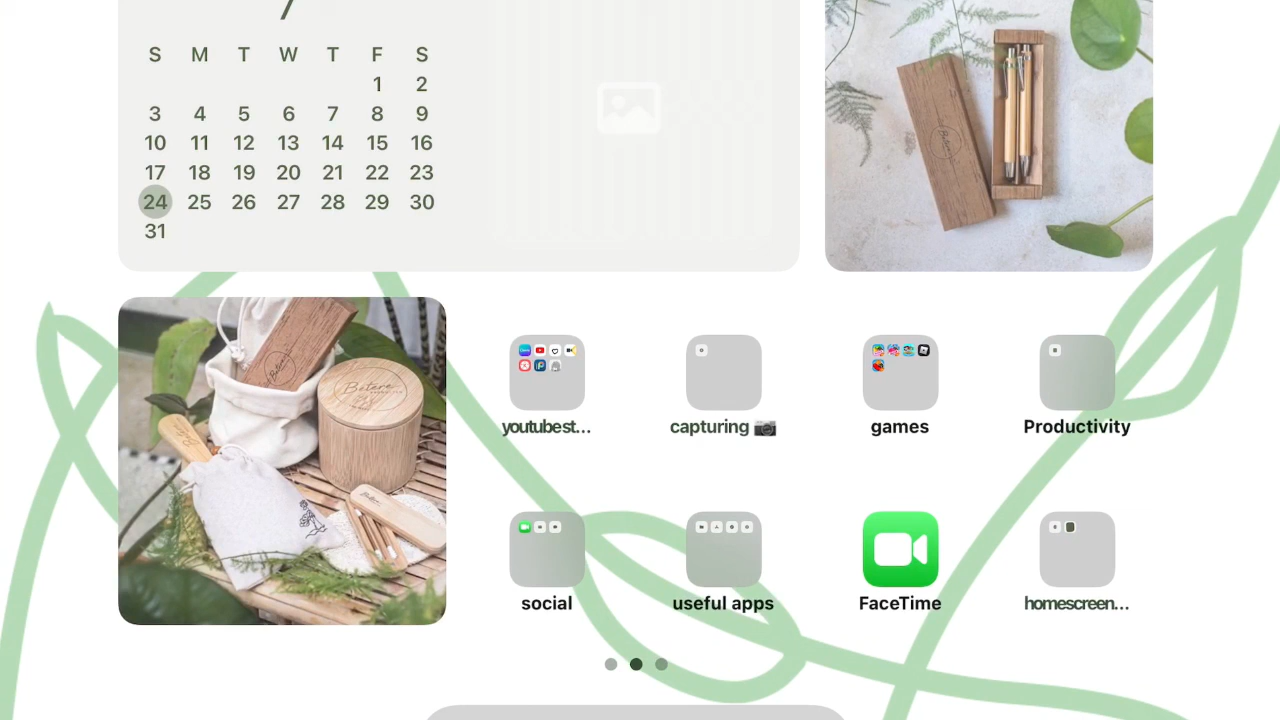 7
S M T W T F S
1 2
3 4 5 6 7 8 9
10 11 12 13 14 15 16
17 18 19 20 21 22 23
24 25 26 27 28 29 30
31
Betere
youtubest...
capturing 📷
games
Productivity
social
useful apps
FaceTime
homescreen...